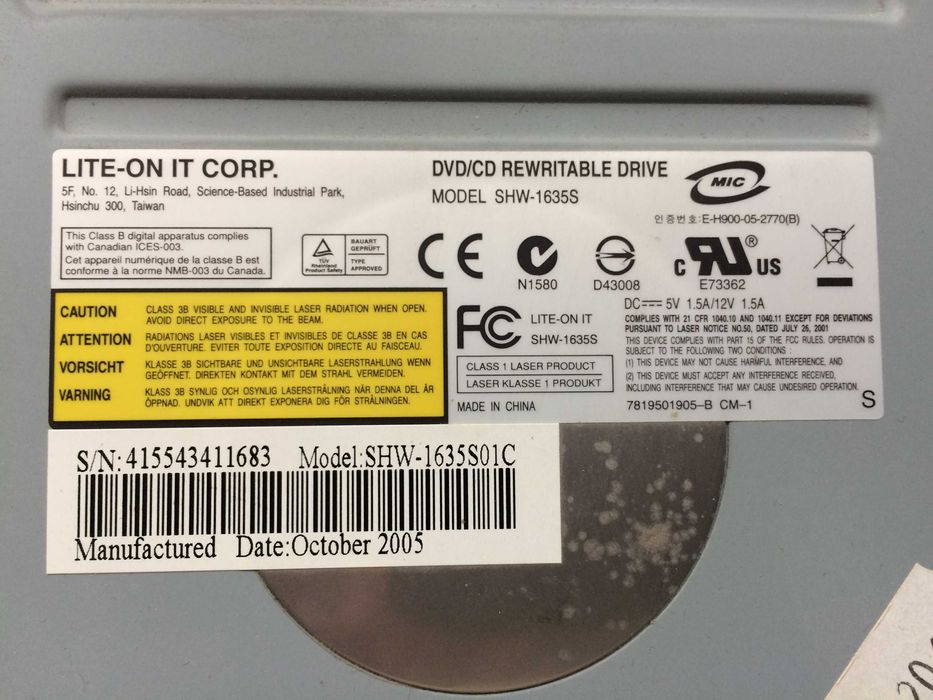 LITE-ON IT CORP.
5F, No. 12, Li-Hsin Road, Science-Based Industrial Park,
Hsinchu 300, Taiwan
DVD/CD REWRITABLE DRIVE
MODEL SHW-1635S
MIC
인증번호:E-H900-05-2770(B)
This Class B digital apparatus complies
with Canadian ICES-003.
Cet appareil numérique de la classe B est
conforme à la norme NMB-003 du Canada.
TÜV
Rheinland
Product Safety
BAUART
GEPRÜFT
TYPE
APPROVED
CE
N1580
D43008
c RU ® US
E73362
CAUTION CLASS 3B VISIBLE AND INVISIBLE LASER RADIATION WHEN OPEN.
AVOID DIRECT EXPOSURE TO THE BEAM.
ATTENTION RADIATIONS LASER VISIBLES ET INVISIBLES DE CLASSE 3B EN CAS
D'OUVERTURE. EVITER TOUTE EXPOSITION DIRECTE AU FAISCEAU.
VORSICHT KLASSE 3B SICHTBARE UND UNSICHTBARE LASERSTRAHLUNG WENN
GEÖFFNET. DIREKTEN KONTAKT MIT DEM STRAHL VERMEIDEN.
VARNING KLASS 3B SYNLIG OCH OSYNLIG LASERSTRÅLNING NÄR DENNA DEL ÄR
ÖPPNAD. UNDVIK ATT DIREKT EXPONERA DIG FÖR STRÅLNINGEN.
FC LITE-ON IT
SHW-1635S
CLASS 1 LASER PRODUCT
LASER KLASSE 1 PRODUKT
MADE IN CHINA
DC 5V 1.5A/12V 1.5A
COMPLIES WITH 21 CFR 1040.10 AND 1040.11 EXCEPT FOR DEVIATIONS
PURSUANT TO LASER NOTICE NO.50, DATED JULY 26, 2001
THIS DEVICE COMPLIES WITH PART 15 OF THE FCC RULES. OPERATION IS
SUBJECT TO THE FOLLOWING TWO CONDITIONS :
(1) THIS DEVICE MAY NOT CAUSE HARMFUL INTERFERENCE, AND
(2) THIS DEVICE MUST ACCEPT ANY INTERFERENCE RECEIVED,
INCLUDING INTERFERENCE THAT MAY CAUSE UNDESIRED OPERATION.
7819501905-B CM-1
S
S/N:415543411683 Model:SHW-1635S01C
Manufactured Date:October 2005